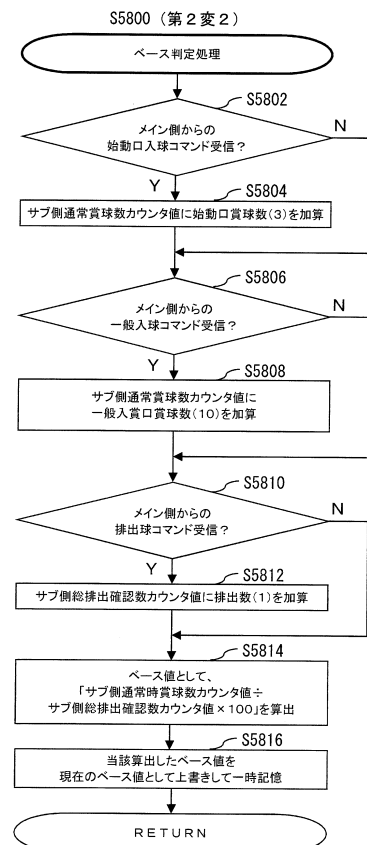 S5800 (第2変2)
ベース判定処理
S5802
メイン側からの
始動口入球コマンド受信?
N
Y
S5804
サブ側通常賞球数カウンタ値に始動口賞球数(3)を加算
S5806
メイン側からの
一般入球コマンド受信?
N
Y
S5808
サブ側通常賞球数カウンタ値に
一般入賞口賞球数(10)を加算
S5810
メイン側からの
排出球コマンド受信?
N
Y
S5812
サブ側総排出確認数カウンタ値に排出数(1)を加算
S5814
ベース値として、
「サブ側通常時賞球数カウンタ値÷
サブ側総排出確認数カウンタ値×100」を算出
S5816
当該算出したベース値を
現在のベース値として上書きして一時記憶
RETURN